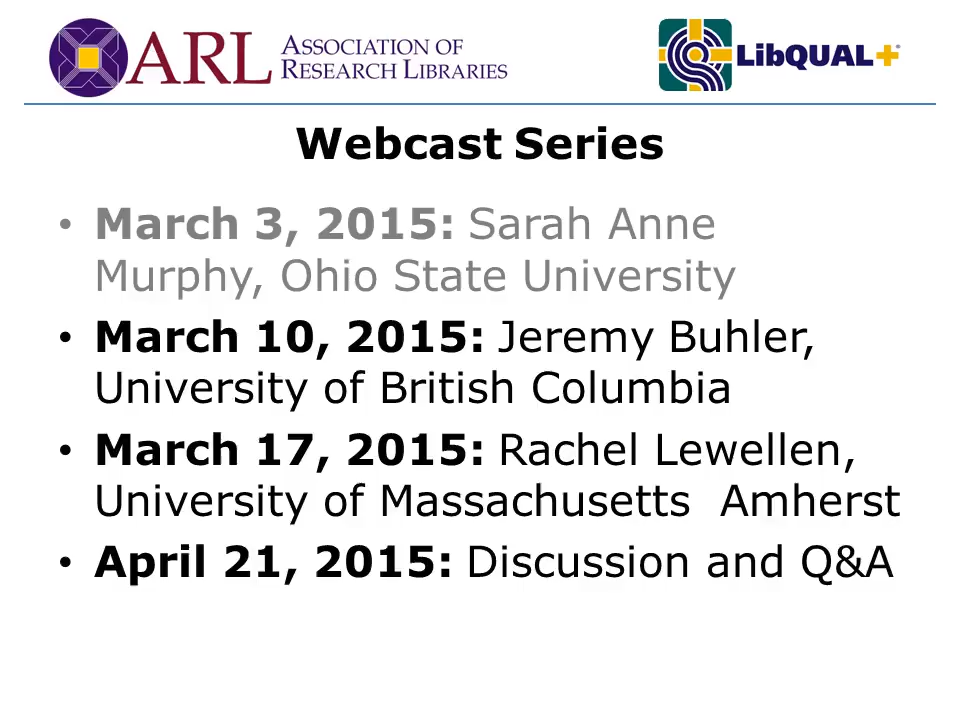 ARL ASSOCIATION OF
RESEARCH LIBRARIES
LibQUAL+®
Webcast Series
• March 3, 2015: Sarah Anne
Murphy, Ohio State University
• March 10, 2015: Jeremy Buhler,
University of British Columbia
• March 17, 2015: Rachel Lewellen,
University of Massachusetts  Amherst
• April 21, 2015: Discussion and Q&A